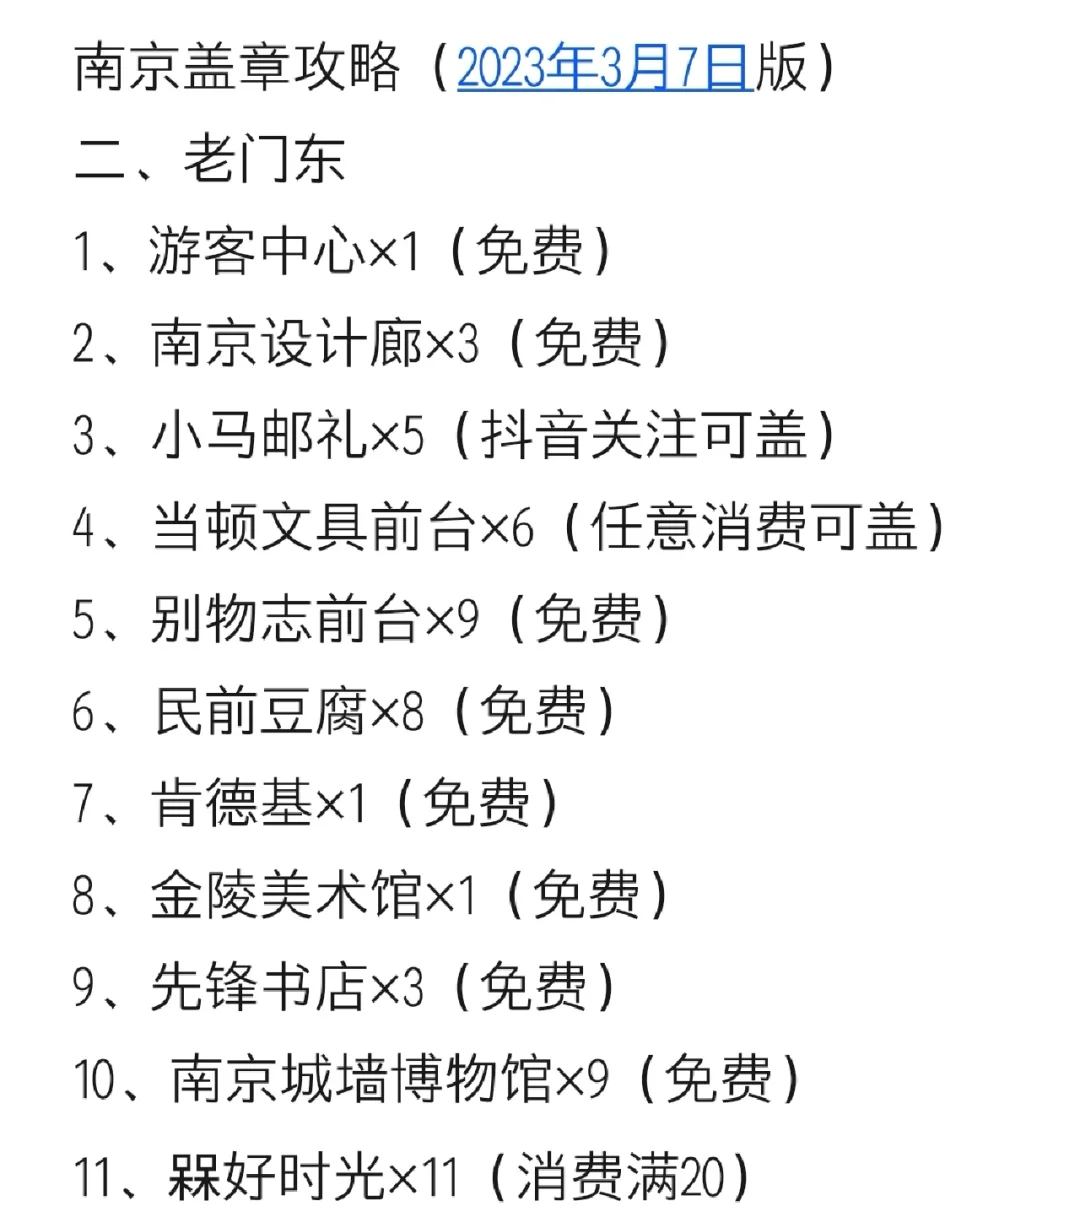 南京盖章攻略（2023年3月7日版）
二、老门东
1、游客中心×1（免费）
2、南京设计廊×3（免费）
3、小马邮礼×5（抖音关注可盖）
4、当顿文具前台×6（任意消费可盖）
5、别物志前台×9（免费）
6、民前豆腐×8（免费）
7、肯德基×1（免费）
8、金陵美术馆×1（免费）
9、先锋书店×3（免费）
10、南京城墙博物馆×9（免费）
11、槑好时光×11（消费满20）